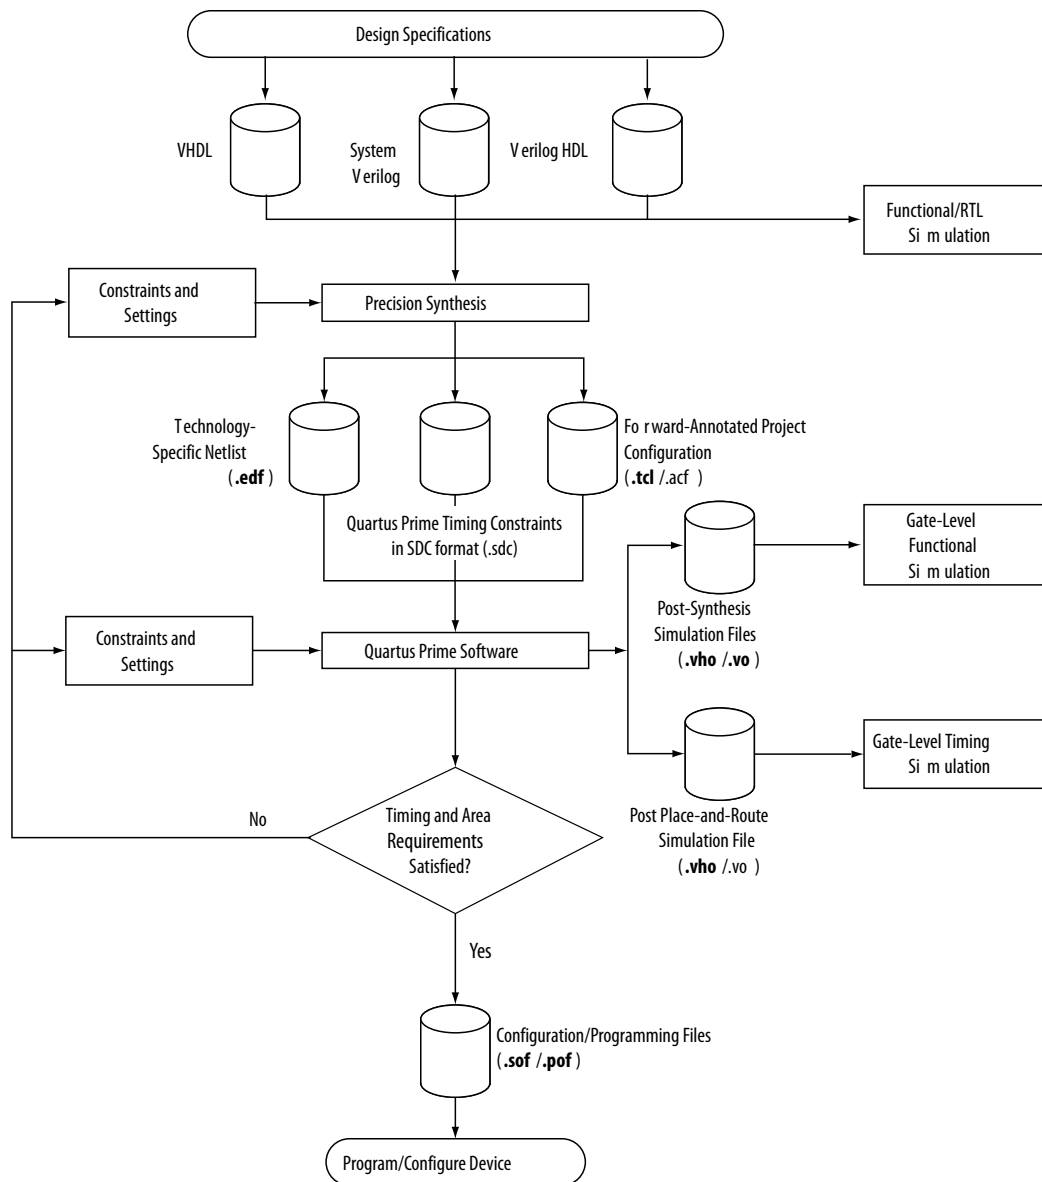 Design Specifications
VHDL
System
Verilog
Verilog HDL
Functional/RTL
Simulation
Constraints and
Settings
Precision Synthesis
Technology-
Specific Netlist
(.edf)
Forward-Annotated Project
Configuration
(.tcl/.acf)
Quartus Prime Timing Constraints
in SDC format (.sdc)
Gate-Level
Functional
Simulation
Post-Synthesis
Simulation Files
(.vho/.vo)
Constraints and
Settings
Quartus Prime Software
Gate-Level Timing
Simulation
Post Place-and-Route
Simulation File
(.vho/.vo)
No
Timing and Area
Requirements
Satisfied?
Yes
Configuration/Programming Files
(.sof/.pof)
Program/Configure Device